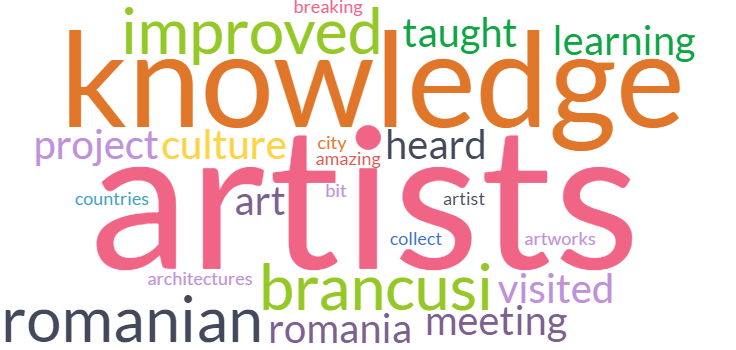 breaking
improved taught learning
knowledge
project culture city heard
amazing
artists
countries art bit artist
collect artworks
architectures brancusi visited
romanian romania meeting